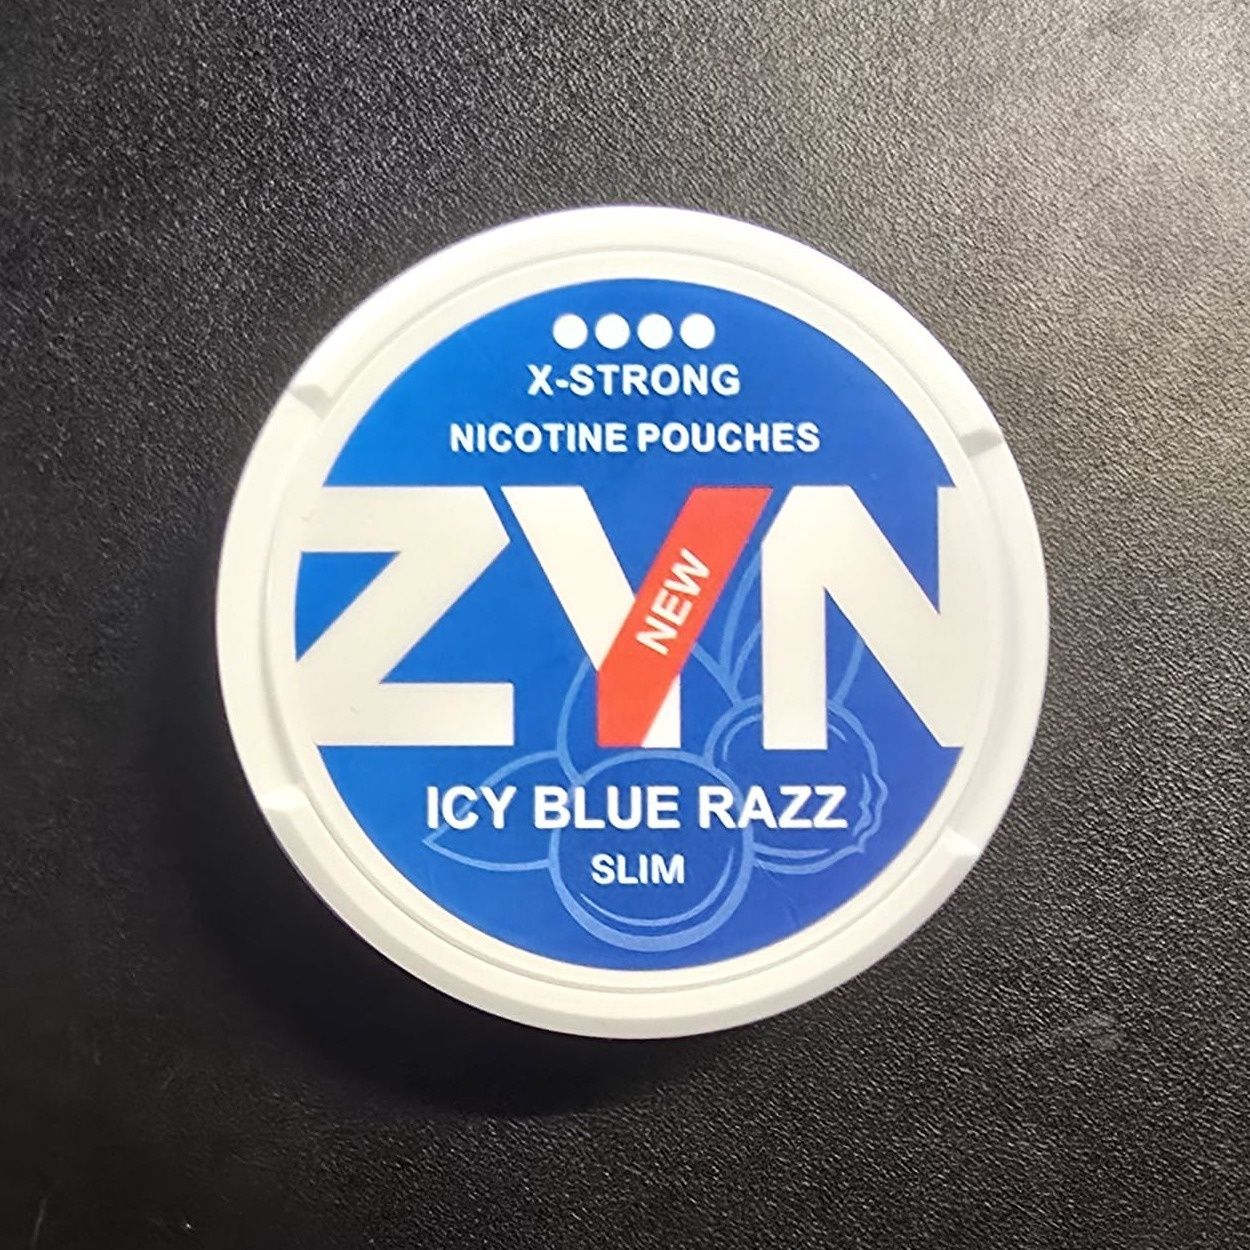 X-STRONG
NICOTINE POUCHES
ZYN
NEW
ICY BLUE RAZZ
SLIM